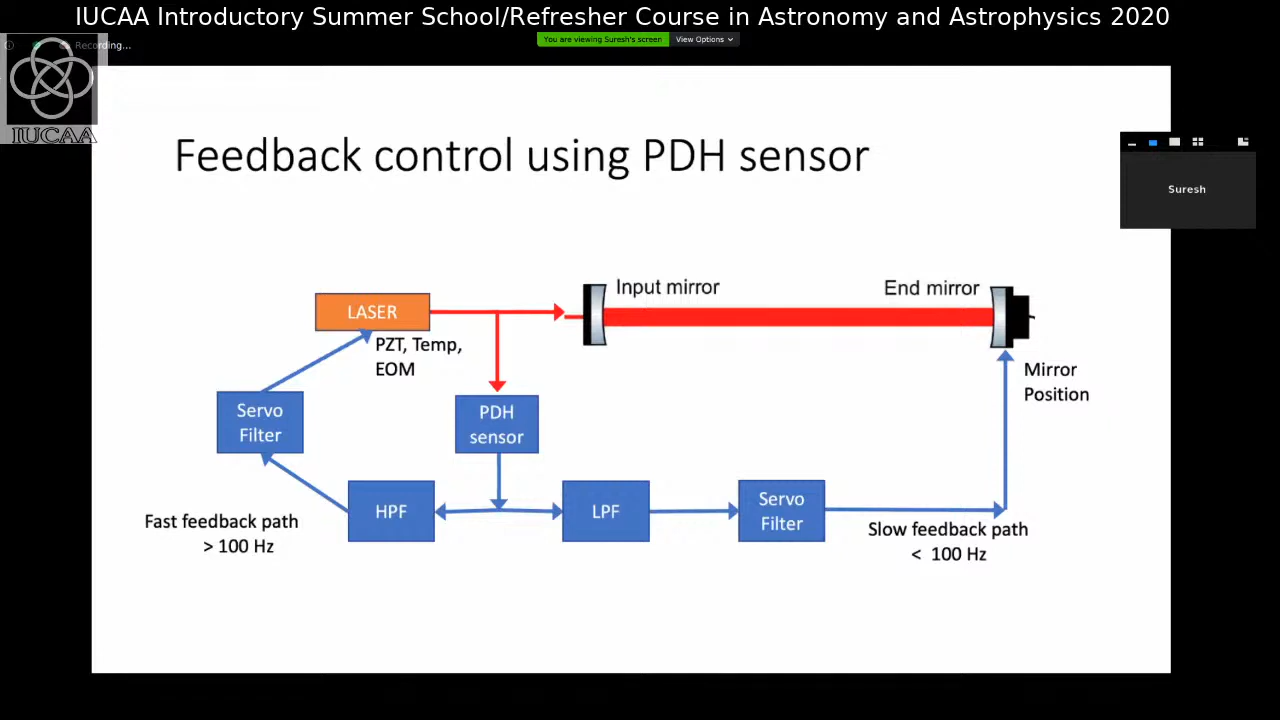 IUCAA Introductory Summer School/Refresher Course in Astronomy and Astrophysics 2020
You are viewing Suresh's screen
View Options
Recording...
IUCAA
Suresh
Feedback control using PDH sensor
Input mirror
End mirror
LASER
PZT, Temp,
EOM
Mirror
Position
Servo
Filter
PDH
sensor
HPF
LPF
Servo
Filter
Fast feedback path
> 100 Hz
Slow feedback path
< 100 Hz